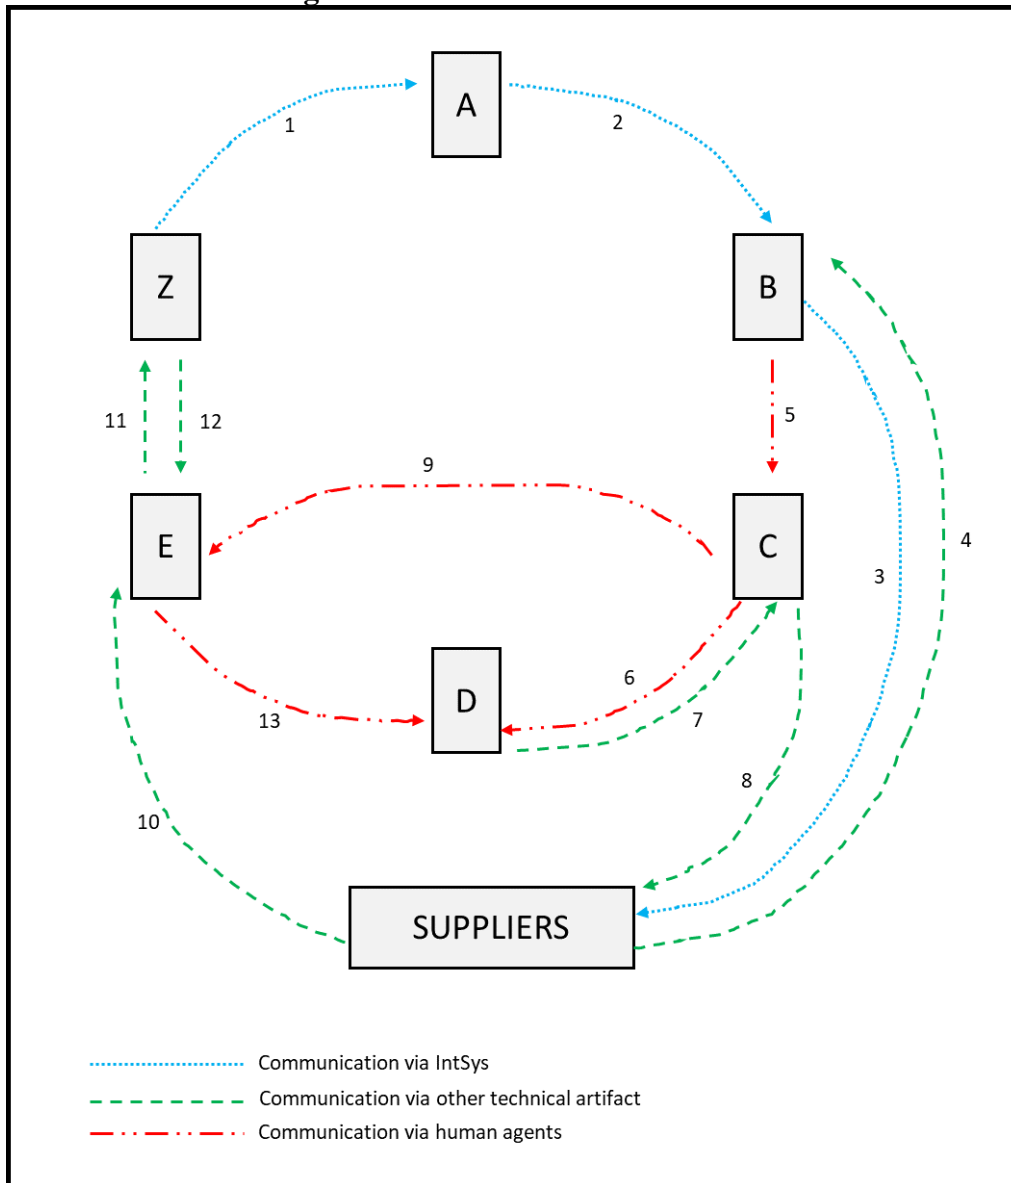 A
1
2
Z
B
11
12
5
9
E
C
4
3
D
6
13
7
8
10
SUPPLIERS
Communication via IntSys
Communication via other technical artifact
Communication via human agents